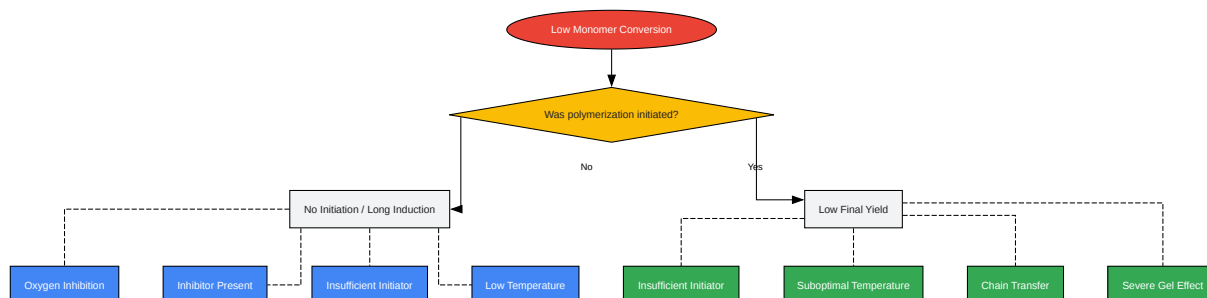 Low Monomer Conversion
Was polymerization initiated?
No
Yes
No Initiation / Long Induction
Low Final Yield
Oxygen Inhibition
Inhibitor Present
Insufficient Initiator
Low Temperature
Insufficient Initiator
Suboptimal Temperature
Chain Transfer
Severe Gel Effect